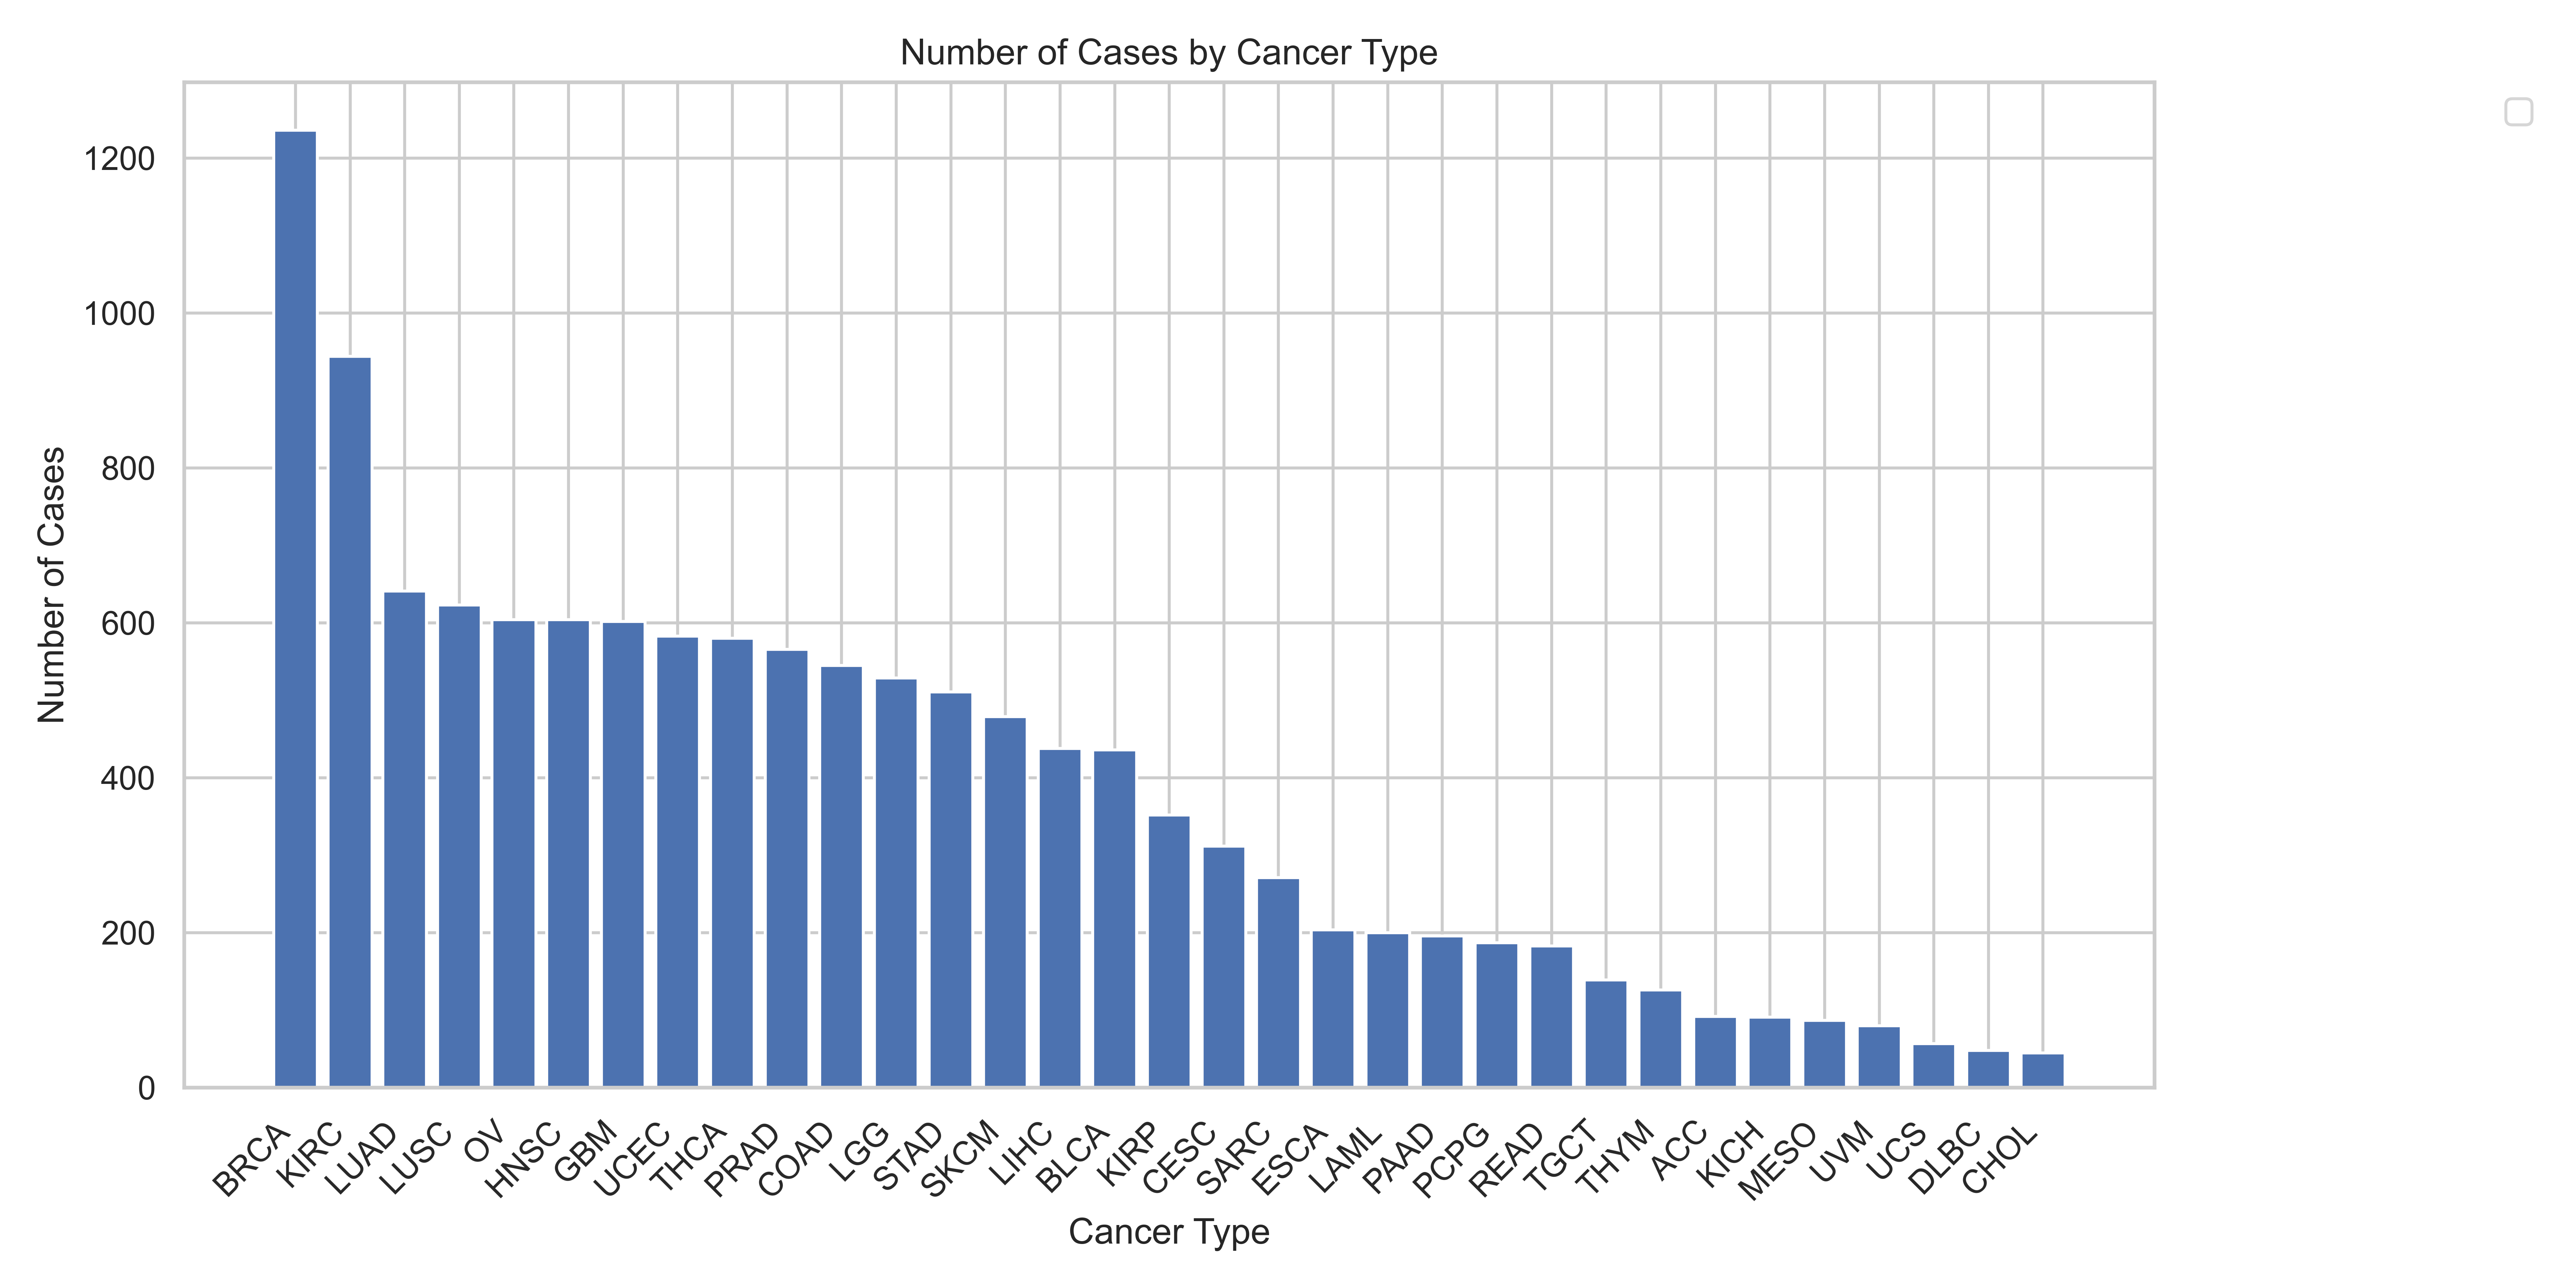 Number of Cases by Cancer Type
Number of Cases
1200
1000
800
600
400
200
0
BRCA
KIRC
LUAD
LUSC
OV
HNSC
GBM
UCEC
THCA
PRAD
COAD
LGG
STAD
SKCM
LIHC
BLCA
KIRP
CESC
SARC
ESCA
LAML
PAAD
PCPG
READ
TGCT
THYM
ACC
KICH
MESO
UVM
UCS
DLBC
CHOL
Cancer Type